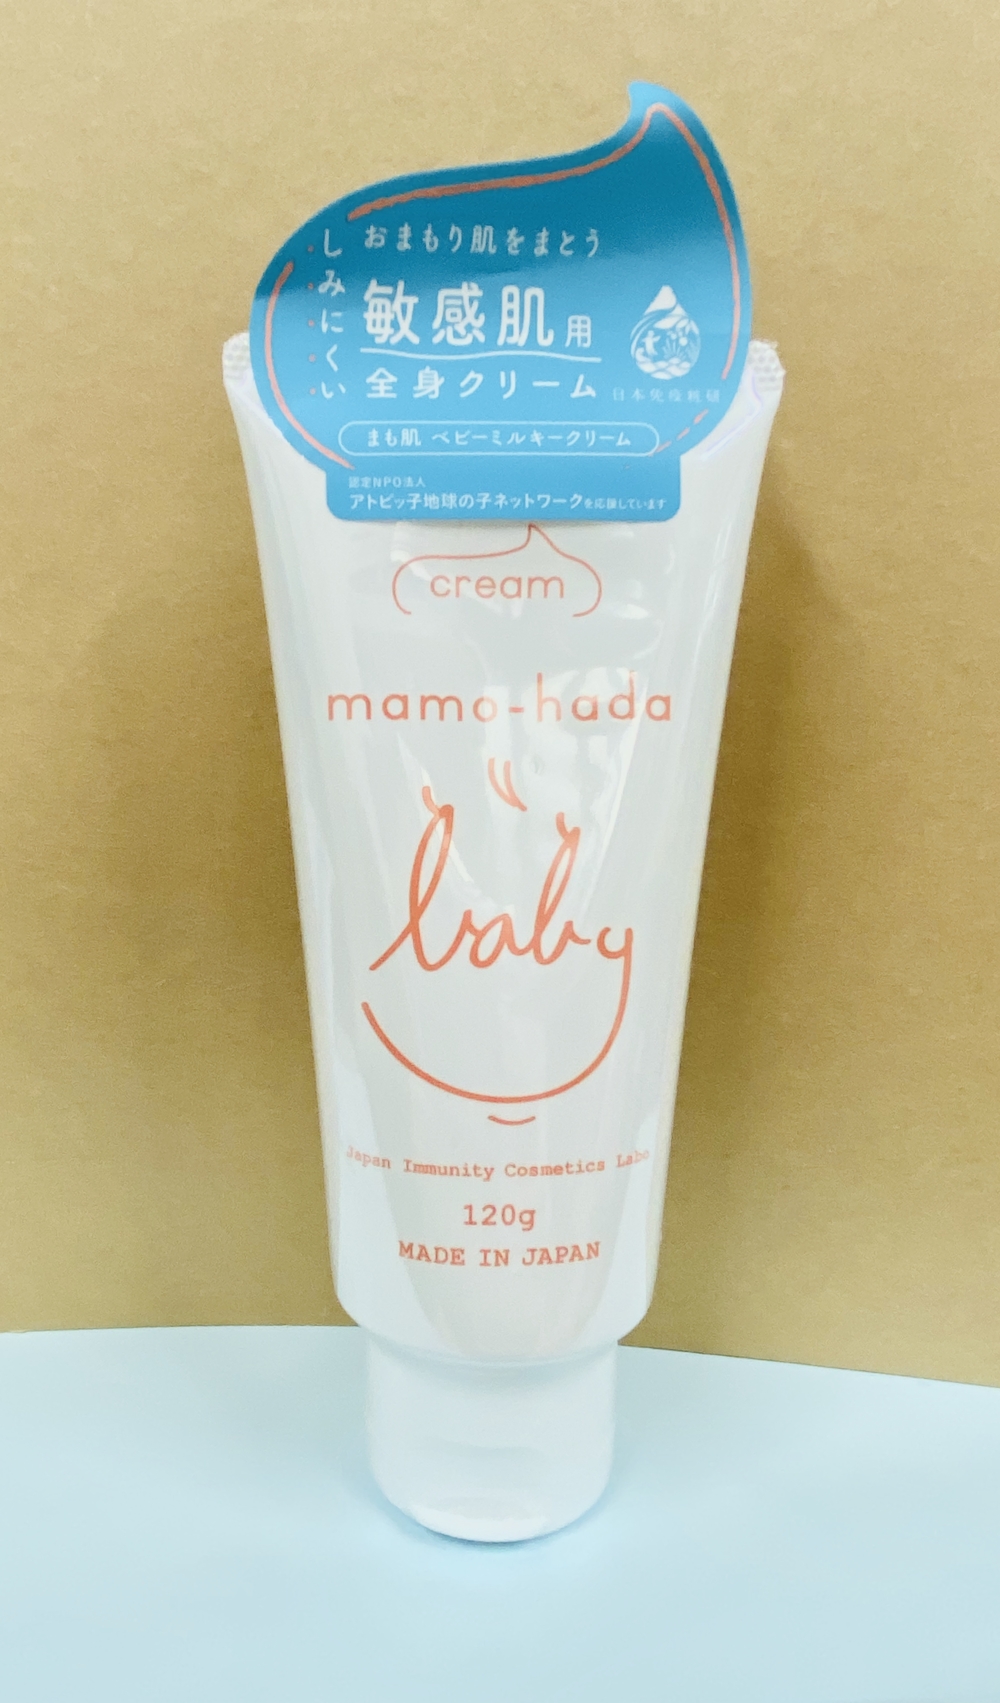 しみにくい
おまもり肌をまとう
敏感肌用
全身クリーム
日本免疫粧研
まも肌 ベビーミルキークリーム
認定NPO法人
アトピッ子地球の子ネットワークを応援しています
cream
mamo-hada
baby
Japan Immunity Cosmetics Labo
120g
MADE IN JAPAN